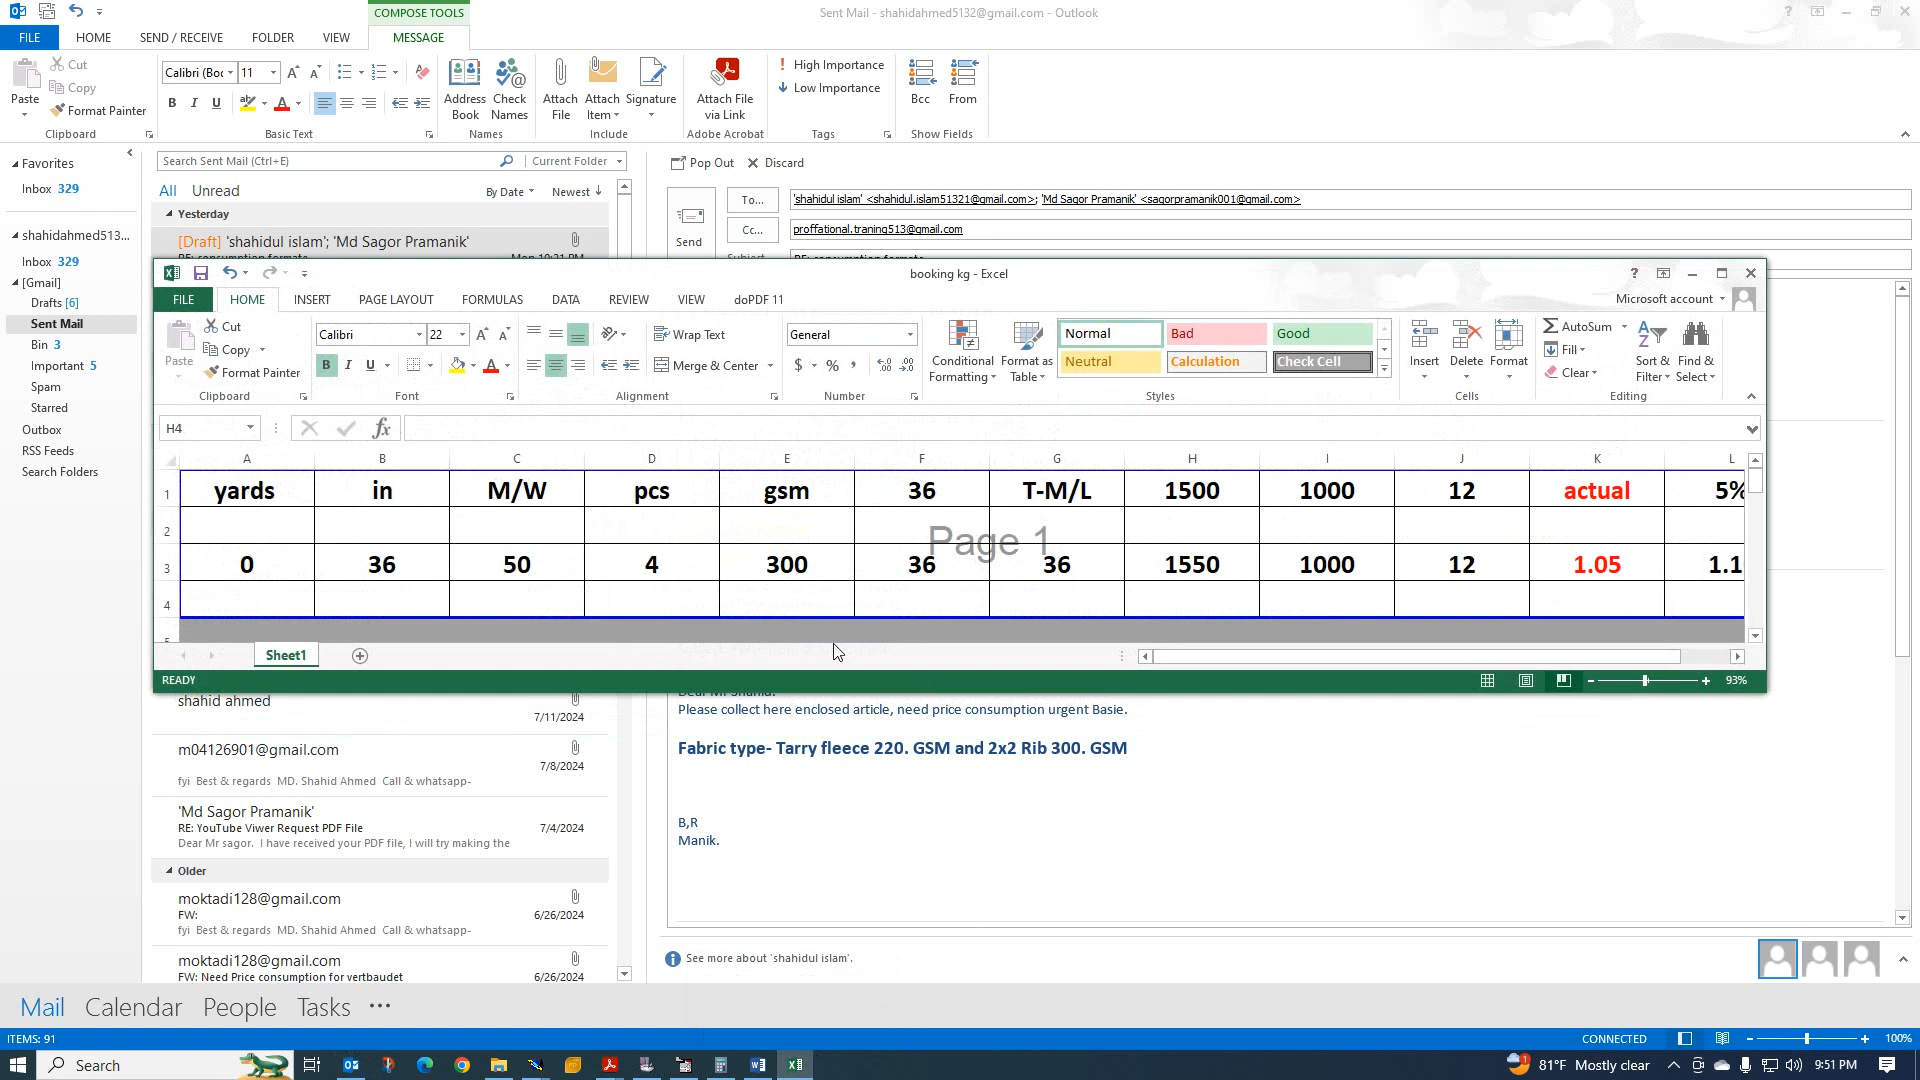 COMPOSE TOOLS
Sent Mail - shahidahmed5132@gmail.com - Outlook
FILE HOME SEND / RECEIVE FOLDER VIEW MESSAGE
Paste Cut Copy Format Painter
Calibri (Boc 11
B I U
Address Book Check Names
Attach File Attach Item Signature
Attach File via Link
High Importance
Low Importance
Bcc From
Clipboard Basic Text Names Include Adobe Acrobat Tags Show Fields
Favorites
Inbox 329
shahidahmed513...
Inbox 329
[Gmail]
Drafts [6]
Sent Mail
Bin 3
Important 5
Spam
Starred
Outbox
RSS Feeds
Search Folders
Search Sent Mail (Ctrl+E) Current Folder
All Unread By Date Newest
Yesterday
[Draft] 'shahidul islam'; 'Md Sagor Pramanik'
Pop Out Discard
Send
To... 'shahidul islam' <shahidul.islam51321@gmail.com>; 'Md Sagor Pramanik' <sagorpramanik001@gmail.com>
Cc... proffational.traning513@gmail.com
booking kg - Excel
FILE HOME INSERT PAGE LAYOUT FORMULAS DATA REVIEW VIEW doPDF 11 Microsoft account
Paste Cut Copy Format Painter
Calibri 22
B I U
Wrap Text
Merge & Center
General
$ % ,
Conditional Formatting Format as Table
Normal Bad Good
Neutral Calculation Check Cell
Insert Delete Format
AutoSum
Fill
Clear
Sort & Filter Find & Select
Clipboard Font Alignment Number Styles Cells Editing
H4 fx
A B C D E F G H I J K L
1 yards in M/W pcs gsm 36 T-M/L 1500 1000 12 actual 5%
2
Page 1
3 0 36 50 4 300 36 36 1550 1000 12 1.05 1.1
4
5
Sheet1
READY 93%
shahid ahmed
7/11/2024
m04126901@gmail.com
7/8/2024
fyi Best & regards MD. Shahid Ahmed Call & whatsapp-
'Md Sagor Pramanik'
RE: YouTube Viwer Request PDF File 7/4/2024
Dear Mr sagor. I have received your PDF file, I will try making the
Older
moktadi128@gmail.com
FW: 6/26/2024
fyi Best & regards MD. Shahid Ahmed Call & whatsapp-
moktadi128@gmail.com
FW: Need Price consumption for vertbaudet 6/26/2024
Please collect here enclosed article, need price consumption urgent Basie.
Fabric type- Tarry fleece 220. GSM and 2x2 Rib 300. GSM
B,R
Manik.
See more about 'shahidul islam'.
Mail Calendar People Tasks
ITEMS: 91 CONNECTED 100%
Search 81°F Mostly clear 9:51 PM